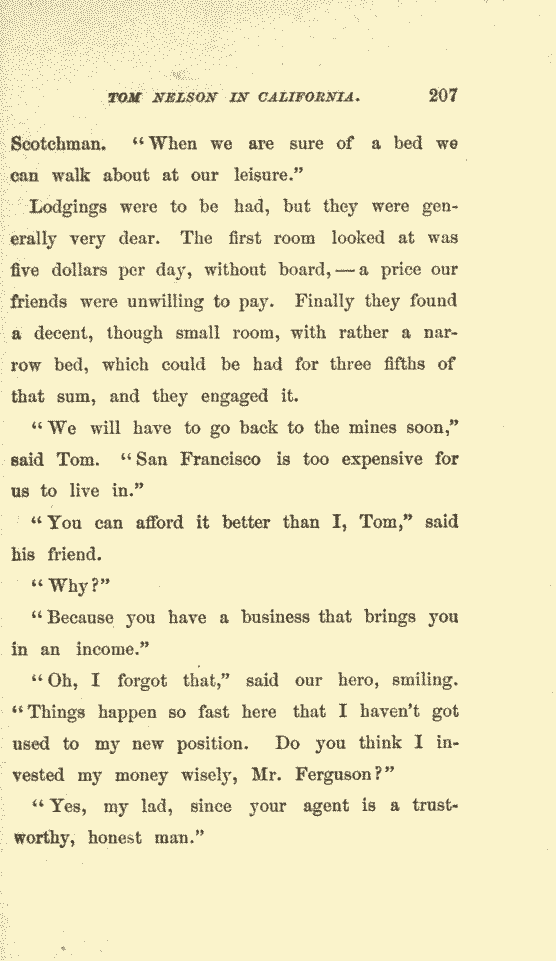 TOM NELSON IN CALIFORNIA. 207
Scotchman. “When we are sure of a bed we
can walk about at our leisure.”
Lodgings were to be had, but they were gen-
erally very dear. The first room looked at was
five dollars per day, without board,—a price our
friends were unwilling to pay. Finally they found
a decent, though small room, with rather a nar-
row bed, which could be had for three fifths of
that sum, and they engaged it.
“We will have to go back to the mines soon,”
said Tom. “San Francisco is too expensive for
us to live in.”
“You can afford it better than I, Tom,” said
his friend.
“Why?”
“Because you have a business that brings you
in an income.”
“Oh, I forgot that,” said our hero, smiling.
“Things happen so fast here that I haven't got
used to my new position. Do you think I in-
vested my money wisely, Mr. Ferguson?”
“Yes, my lad, since your agent is a trust-
worthy, honest man.”